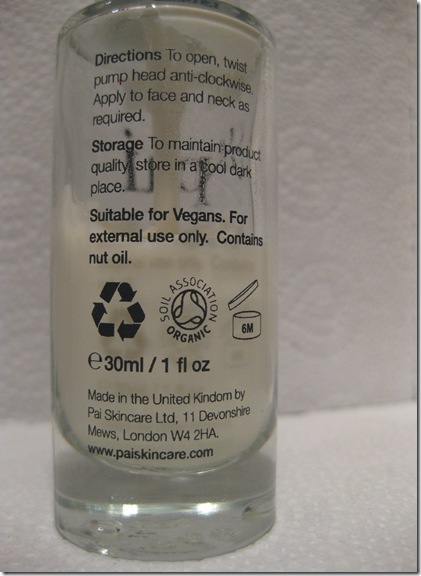 Directions To open, twist
pump head anti-clockwise.
Apply to face and neck as
required.
Storage To maintain product
quality, store in a cool dark
place.
Suitable for Vegans. For
external use only. Contains
nut oil.
SOIL ASSOCIATION
ORGANIC
6M
℮30ml / 1 fl oz
Made in the United Kindom by
Pai Skincare Ltd, 11 Devonshire
Mews, London W4 2HA.
www.paiskincare.com